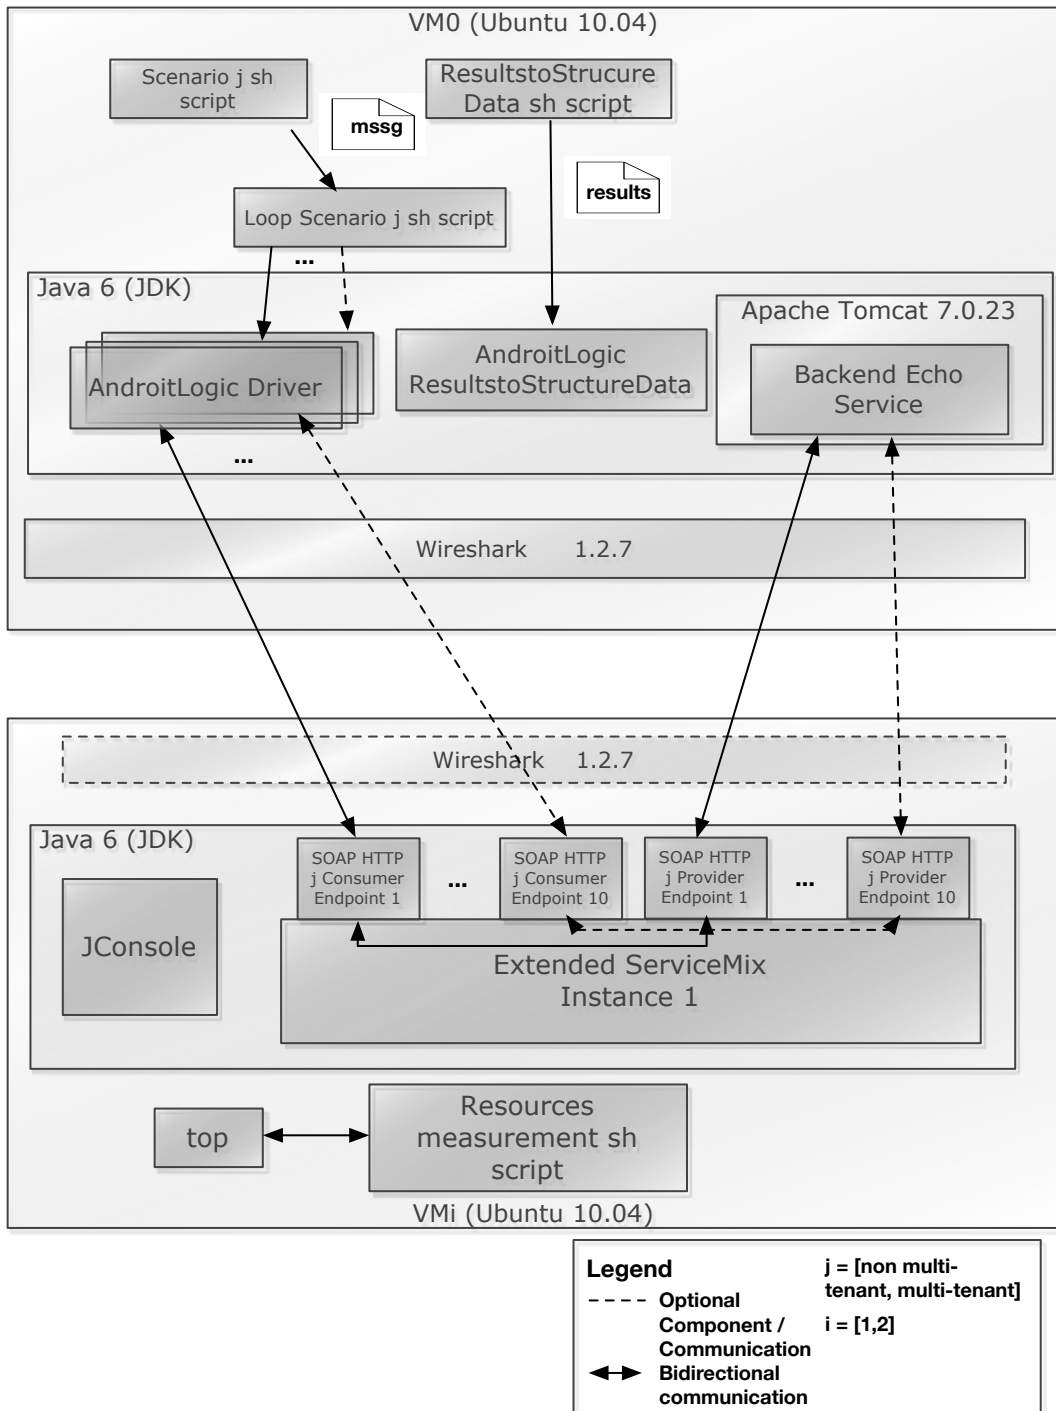 VM0 (Ubuntu 10.04)
Scenario j sh
script
mssg
ResultstoStrucure
Data sh script
results
Loop Scenario j sh script
...
Java 6 (JDK)
AndroitLogic Driver
...
AndroitLogic
ResultstoStructureData
Apache Tomcat 7.0.23
Backend Echo
Service
Wireshark 1.2.7
Wireshark 1.2.7
Java 6 (JDK)
JConsole
SOAP HTTP
j Consumer
Endpoint 1
...
SOAP HTTP
j Consumer
Endpoint 10
SOAP HTTP
j Provider
Endpoint 1
...
SOAP HTTP
j Provider
Endpoint 10
Extended ServiceMix
Instance 1
top
Resources
measurement sh
script
VMi (Ubuntu 10.04)
Legend
Optional
Component /
Communication
Bidirectional
communication
j = [non multi-
tenant, multi-tenant]
i = [1,2]